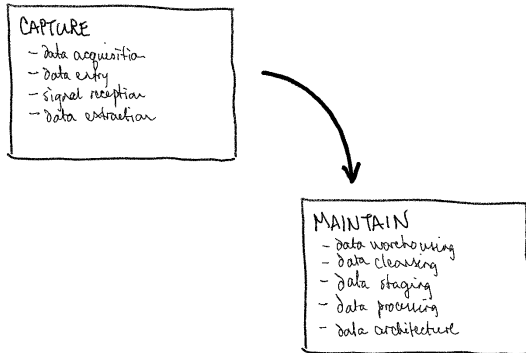 CAPTURE
- data acquisition
- data entry
- signal reception
- data extraction
MAINTAIN
- data warehousing
- data cleansing
- data staging
- data processing
- data architecture